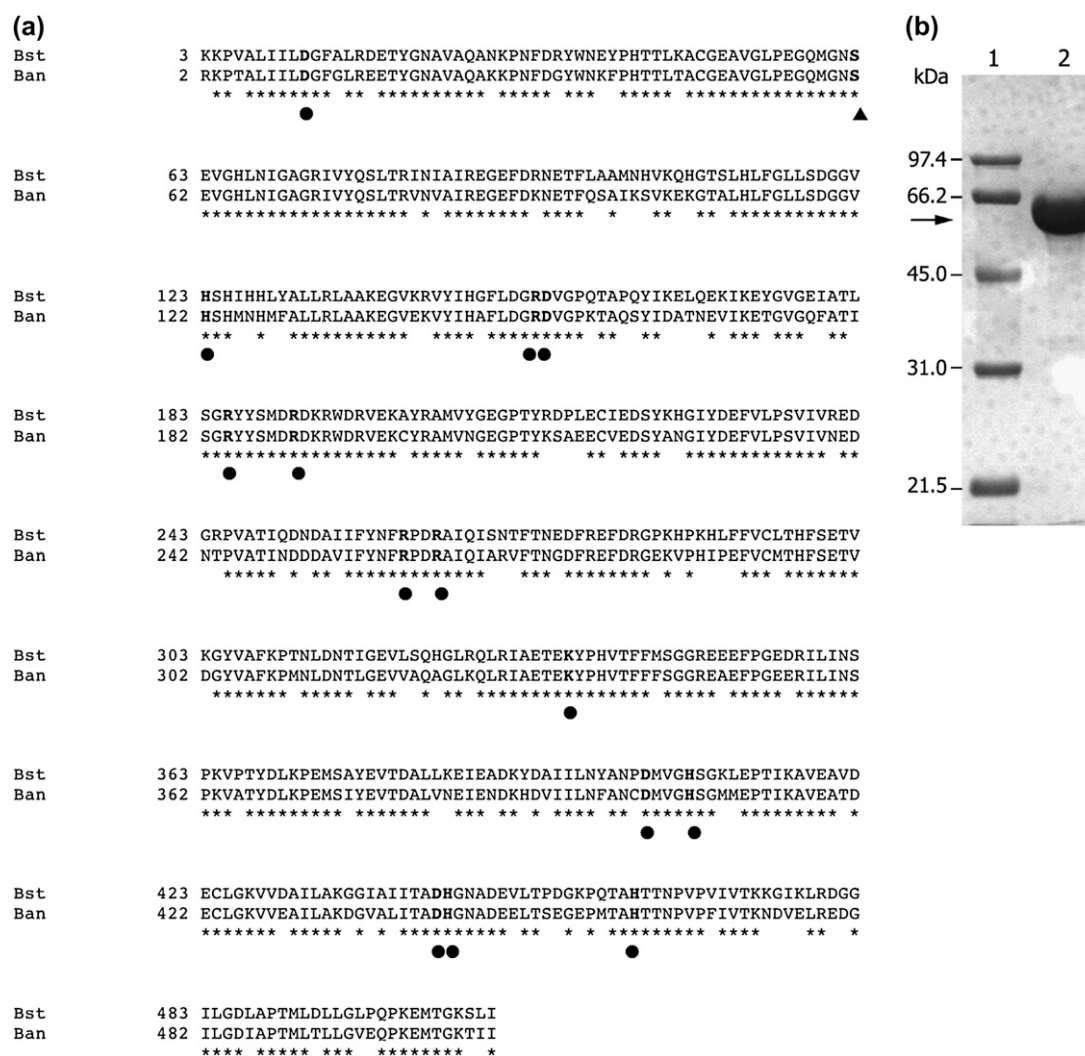 (a)
Bst 3 KKPVALIILDGFALRDETYGNAVAQANKPNFDRYWNEYPHTTLKACGEAVGLPEGQMGNS
Ban 2 RKPTALIILDGFGLREETYGNAVAQAKKPNFDGYWNKFPHTTLTACGEAVGLPEGQMGNS
** ******** ** ********** ***** *** ***** ****************
Bst 63 EVGHLNIGAGRIVYQSLTRINIAIREGEFDRNETFLAAMNHVKQHGTSLHLFGLLSDGGV
Ban 62 EVGHLNIGAGRIVYQSLTRVNVAIREGEFDKNETFQSAIKSVKEKGTALHLFGLLSDGGV
******************* * ******** **** * ** ** ************
Bst 123 HSHIHHLYALLRLAAKEGVKRVYIHGFLDGRDVGPQTAPQYIKELQEKIKEYGVGEIATL
Ban 122 HSHMNHMFALLRLAAKEGVEKVYIHAFLDGRDVGPKTAQSYIDATNEVIKETGVGQFATI
*** * *********** **** ********* ** ** * *** *** **
Bst 183 SGRYYSMDRDKRWDRVEKAYRAMVYGEGPTYRDPLECIEDSYKHGIYDEFVLPSVIVRED
Ban 182 SGRYYSMDRDKRWDRVEKCYRAMVNGEGPTYKSAEECVEDSYANGIYDEFVLPSVIVNED
****************** ***** ****** ** **** ************* **
Bst 243 GRPVATIQDNDAIIFYNFRPDRAIQISNTFTNEDFREFDRGPKHPKHLFFVCLTHFSETV
Ban 242 NTPVATIQDDDAVIFYNFRPDRAIQIARVFTNGDFREFDRGEKVPHIPEFVCMTHFSETV
******* ** ************* *** ******** * * *** ********
Bst 303 KGYVAFKPTNLDNTIGEVLSQHGLRQLRIAETEKYPHVTFFMSGGREEEFPGEDRILINS
Ban 302 DGYVAFKPMNLDNTLGEVVAQAGLKQLRIAETEKYPHVTFFFSGGREAEFPGEERILINS
******* ***** *** * ** **************** ***** ***** ******
Bst 363 PKVPTYDLKPEMSAYEVTDALLKEIEADKYDAIILNYANPDMVGHSGKLEPTIKAVEAVD
Ban 362 PKVATYDLKPEMSIYEVTDALVNEIENDKHDVIILNFANCDMVGHSGMMEPTIKAVEATD
*** ********* ******* *** ** * **** ** ******* ********* *
Bst 423 ECLGKVVDAILAKGGIAIITADHGNADEVLTPDGKPQTAHTTNPVPVIVTKKGIKLRDGG
Ban 422 ECLGKVVEAILAKDGVALITADHGNADEELTSEGEPMTAHTTNPVPFIVTKNDVELREDG
******* ***** * * ********** ** * * ********* **** ** *
Bst 483 ILGDLAPTMLDLLGLPQPKEMTGKSLI
Ban 482 ILGDIAPTMLTLLGVEQPKEMTGKTII
**** ***** *** ******** *
(b)
1 2
kDa
97.4
66.2
45.0
31.0
21.5